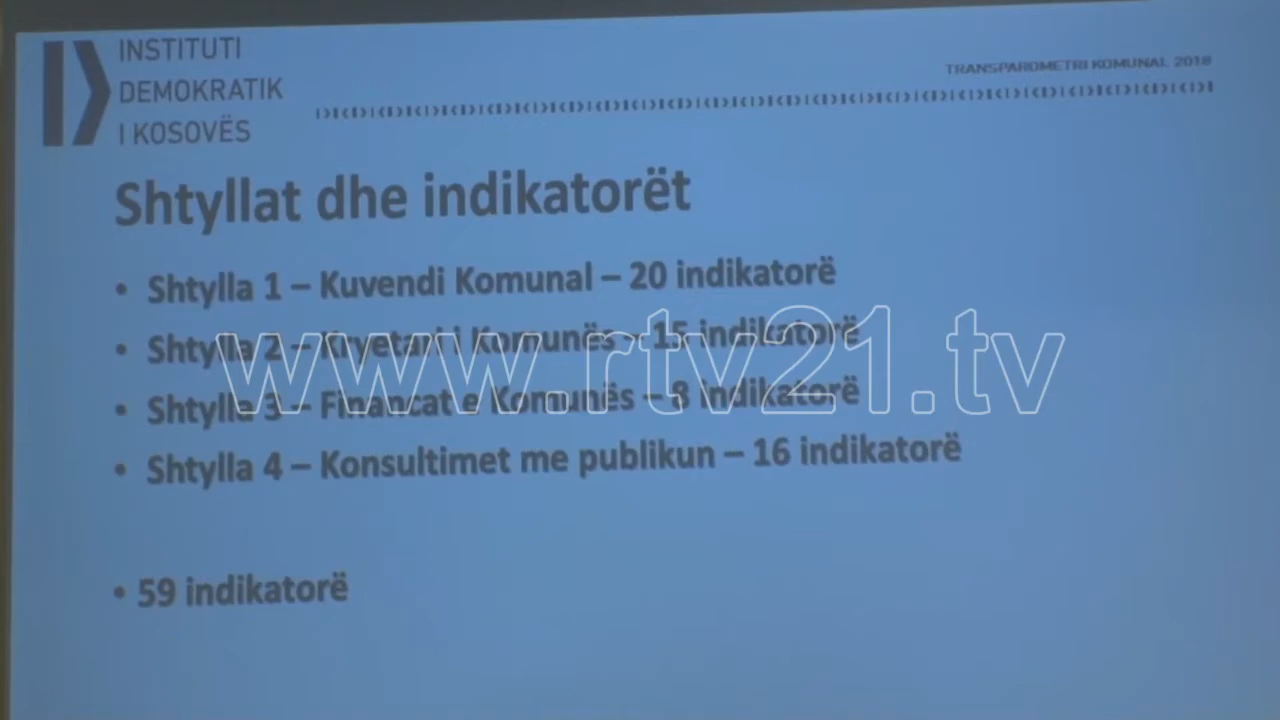 INSTITUTI
DEMOKRATIK
I KOSOVËS
TRANSPAROMETRI KOMUNAL 2018
Shtyllat dhe indikatorët
• Shtylla 1 – Kuvendi Komunal – 20 indikatorë
• Shtylla 2 – Kryetari i Komunës – 15 indikatorë
• Shtylla 3 – Financat e Komunës – 8 indikatorë
• Shtylla 4 – Konsultimet me publikun – 16 indikatorë
• 59 indikatorë
www.rtv21.tv